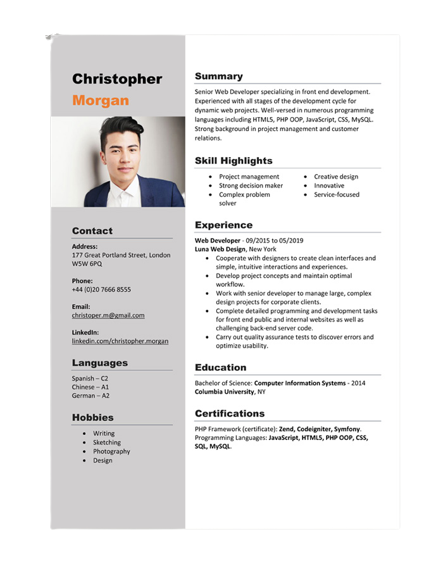 Christopher
Morgan
Contact
Address:
177 Great Portland Street, London
W5W 6PQ
Phone:
+44 (0)20 7666 8555
Email:
christoper.m@gmail.com
LinkedIn:
linkedin.com/christopher.morgan
Languages
Spanish – C2
Chinese – A1
German – A2
Hobbies
• Writing
• Sketching
• Photography
• Design
Summary
Senior Web Developer specializing in front end development.
Experienced with all stages of the development cycle for
dynamic web projects. Well-versed in numerous programming
languages including HTML5, PHP OOP, JavaScript, CSS, MySQL.
Strong background in project management and customer
relations.
Skill Highlights
• Project management
• Strong decision maker
• Complex problem
solver
• Creative design
• Innovative
• Service-focused
Experience
Web Developer - 09/2015 to 05/2019
Luna Web Design, New York
• Cooperate with designers to create clean interfaces and
simple, intuitive interactions and experiences.
• Develop project concepts and maintain optimal
workflow.
• Work with senior developer to manage large, complex
design projects for corporate clients.
• Complete detailed programming and development tasks
for front end public and internal websites as well as
challenging back-end server code.
• Carry out quality assurance tests to discover errors and
optimize usability.
Education
Bachelor of Science: Computer Information Systems - 2014
Columbia University, NY
Certifications
PHP Framework (certificate): Zend, Codeigniter, Symfony.
Programming Languages: JavaScript, HTML5, PHP OOP, CSS,
SQL, MySQL.